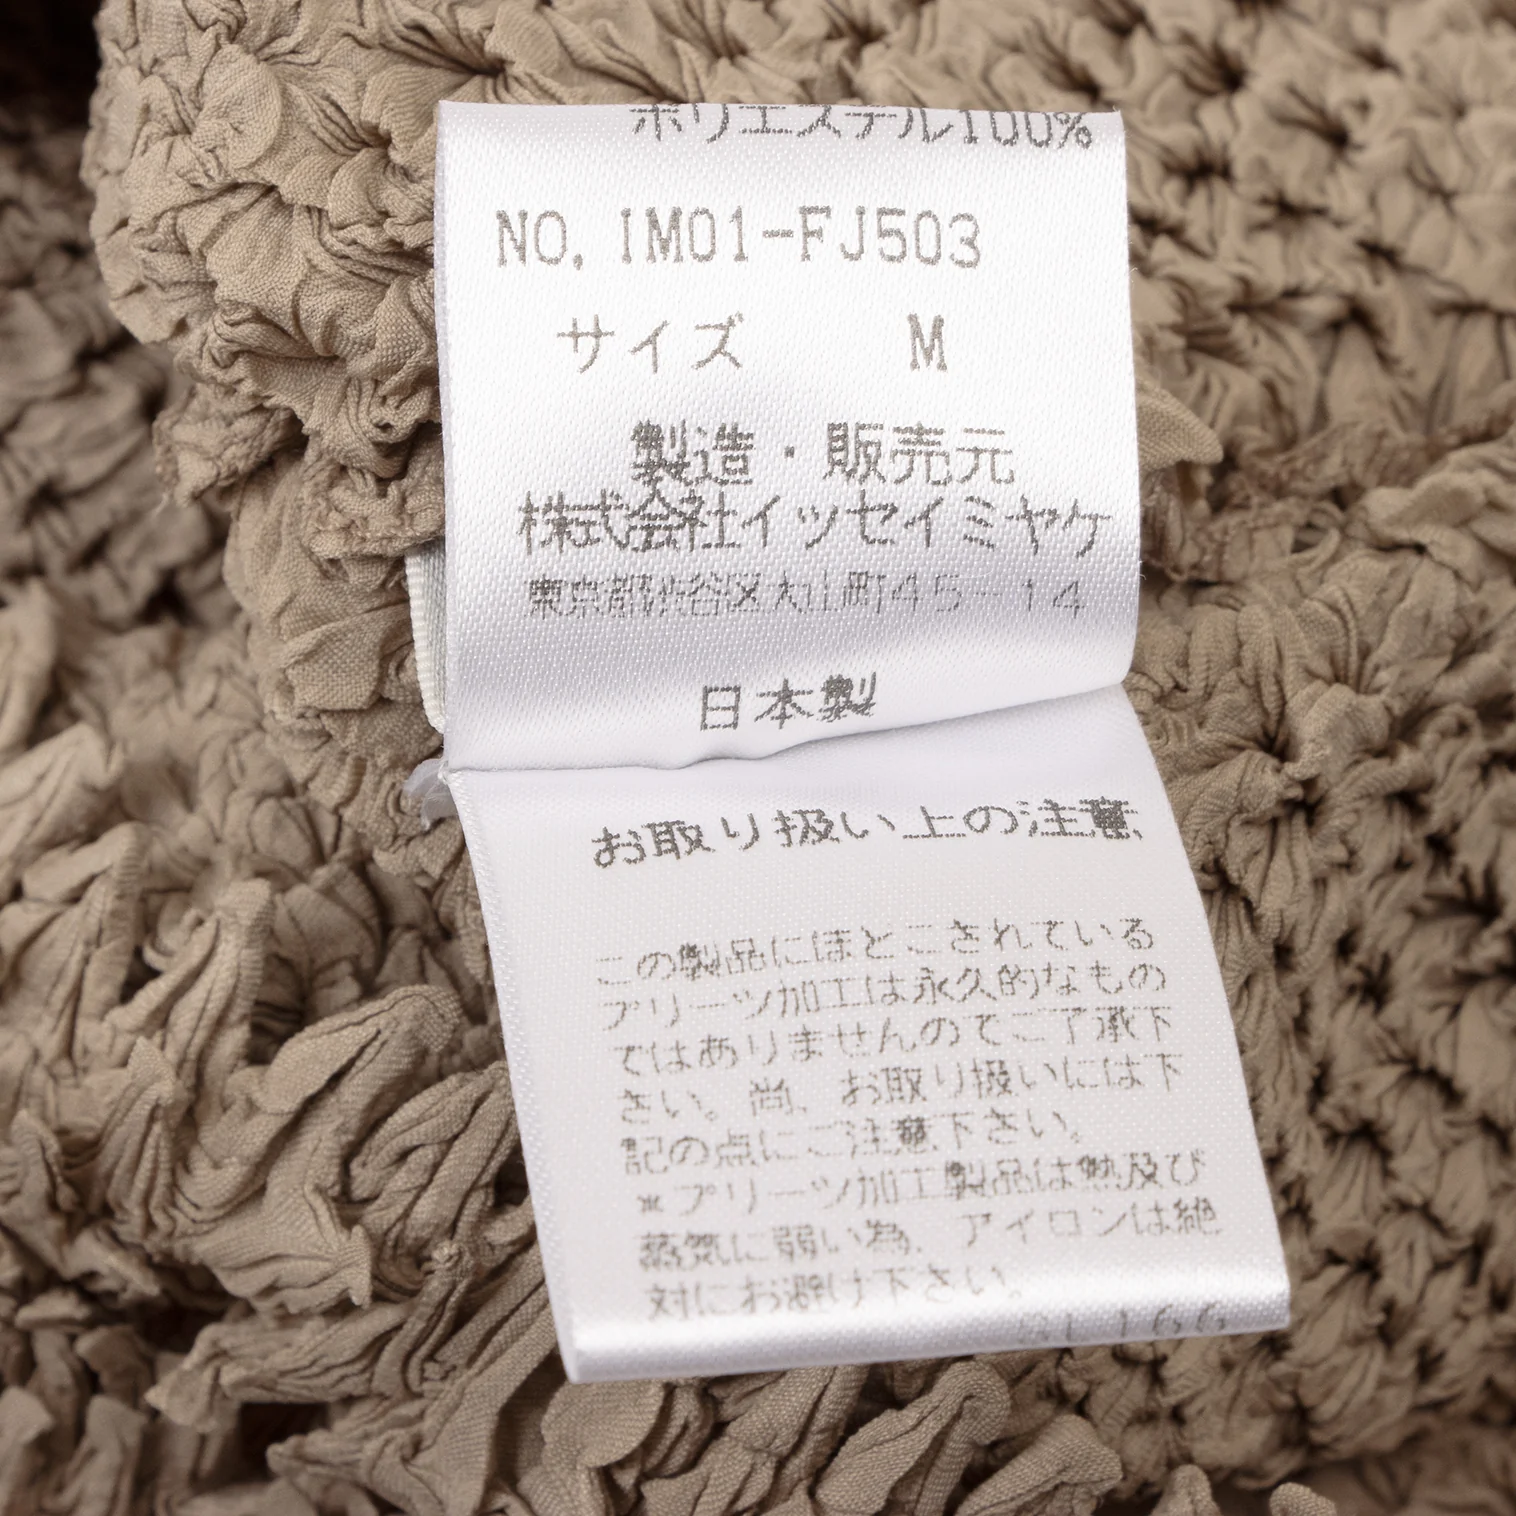 ポリエステル100%
NO. IM01-FJ503
サイズ M
製造・販売元
株式会社イッセイミヤケ
東京都渋谷区大山町45-14
日本製
お取り扱い上の注意
この製品にほどこされている
プリーツ加工は永久的なもの
ではありませんのでご了承下
さい。尚、お取り扱いには下
記の点にご注意下さい。
*プリーツ加工製品は熱及び
蒸気に弱い為、アイロンは絶
対にお避け下さい。